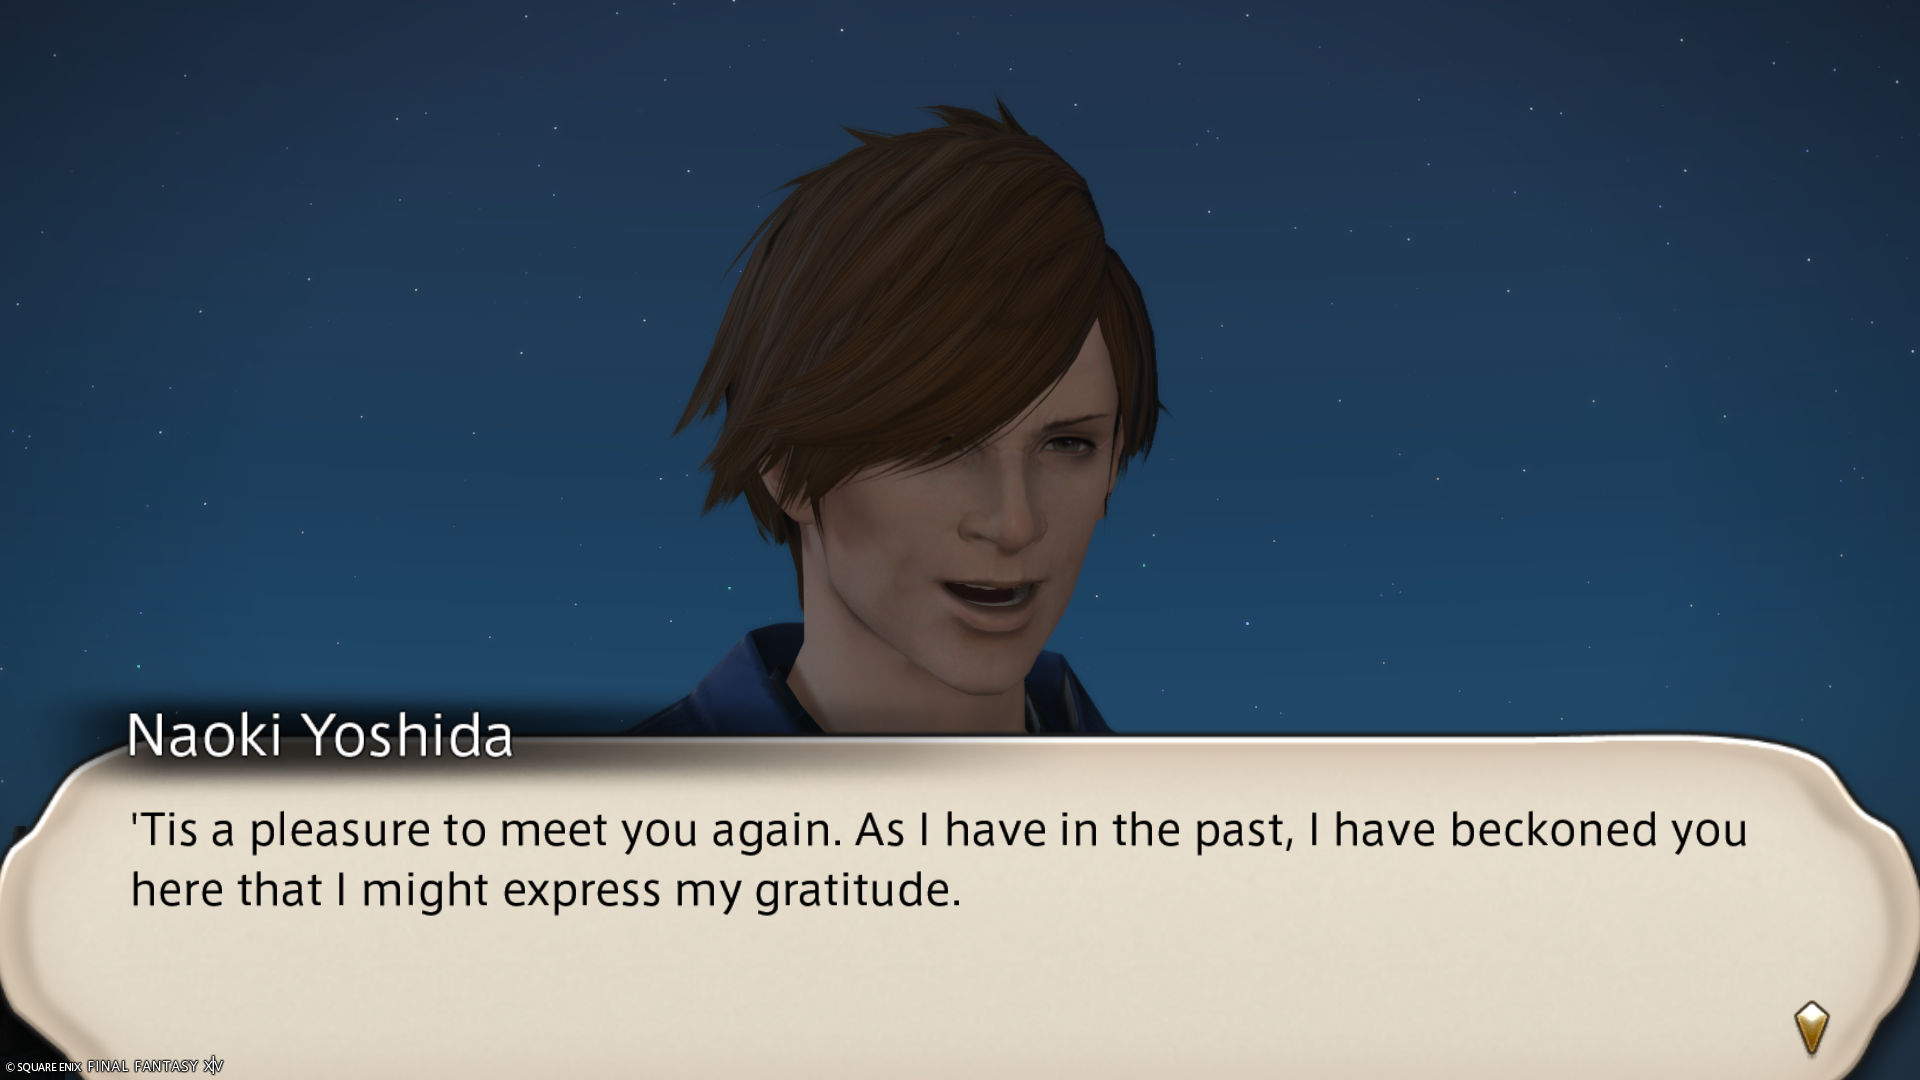 Naoki Yoshida
'Tis a pleasure to meet you again. As I have in the past, I have beckoned you
here that I might express my gratitude.
© SQUARE ENIX FINAL FANTASY XIV